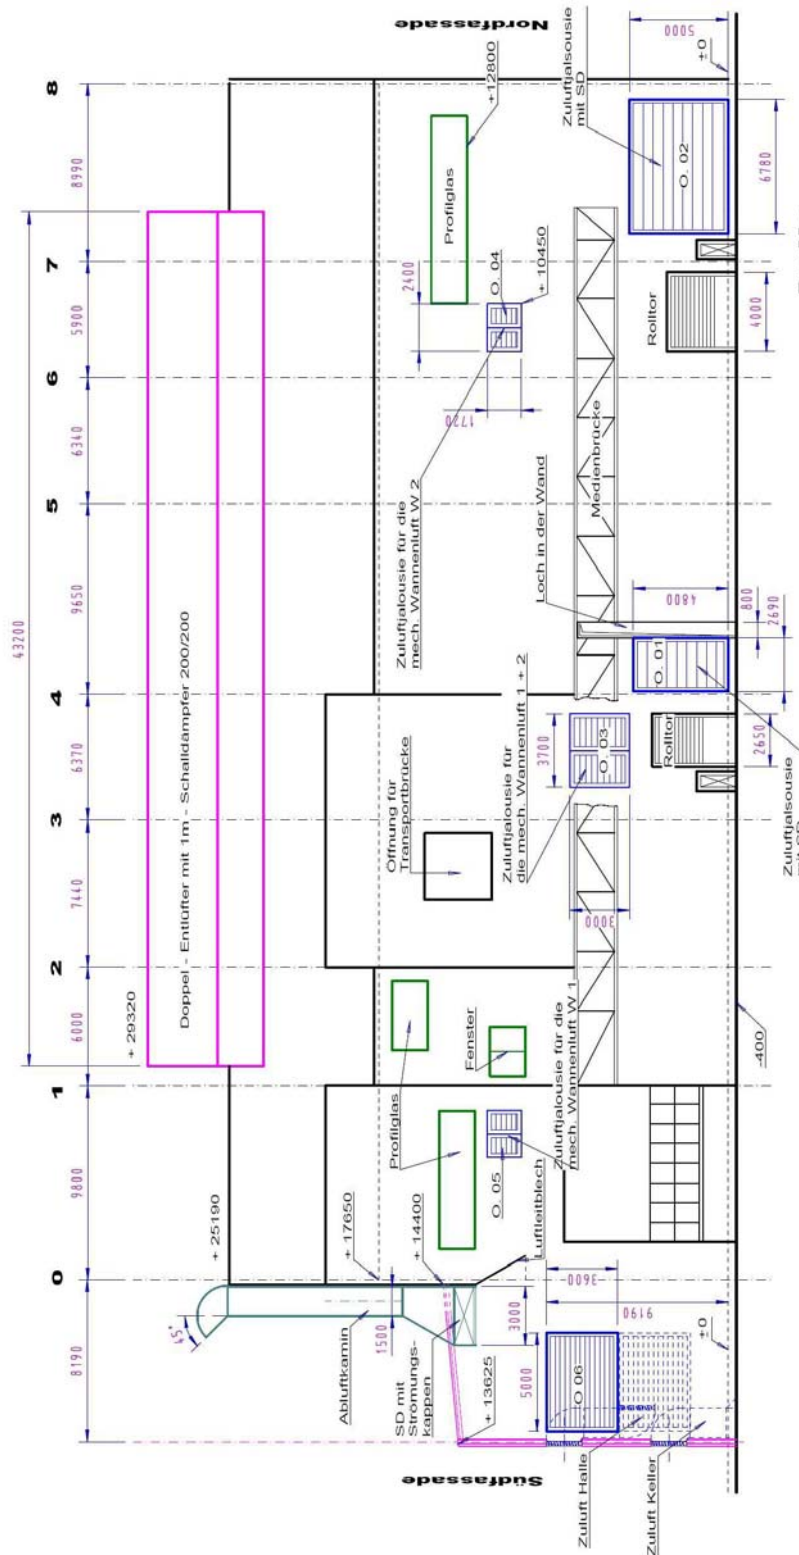 Südfassade
Nordfassade
0
1
2
3
4
5
6
7
8
8190
9800
6000
7440
6370
9650
6340
5900
8990
43200
+ 29320
Doppel - Entlüfter mit 1m - Schalldämpfer 200/200
+ 25190
+ 17650
+ 14400
45°
1500
Abluftkamin
SD mit
Strömungs-
kappen
+ 13625
3000
Luftleitblech
Profilglas
O. 05
Fenster
Zuluftjalousie für die
mech. Wannenluft W 1
5000
O 06
3600
9190
±0
Zuluft Halle
Zuluft Keller
-400
Öffnung für
Transportbrücke
Zuluftjalousie für
die mech. Wannenluft 1 + 2
3000
3700
O. 03
Rolltor
2650
Zuluftjalsousie
O. 01
4800
800
2690
Loch in der Wand
Medienbrücke
Zuluftjalousie für die
mech. Wannenluft W 2
1720
2400
O. 04
+ 10450
Profilglas
+12800
Rolltor
4000
Zuluftjalsousie
mit SD
O. 02
6780
5000
±0